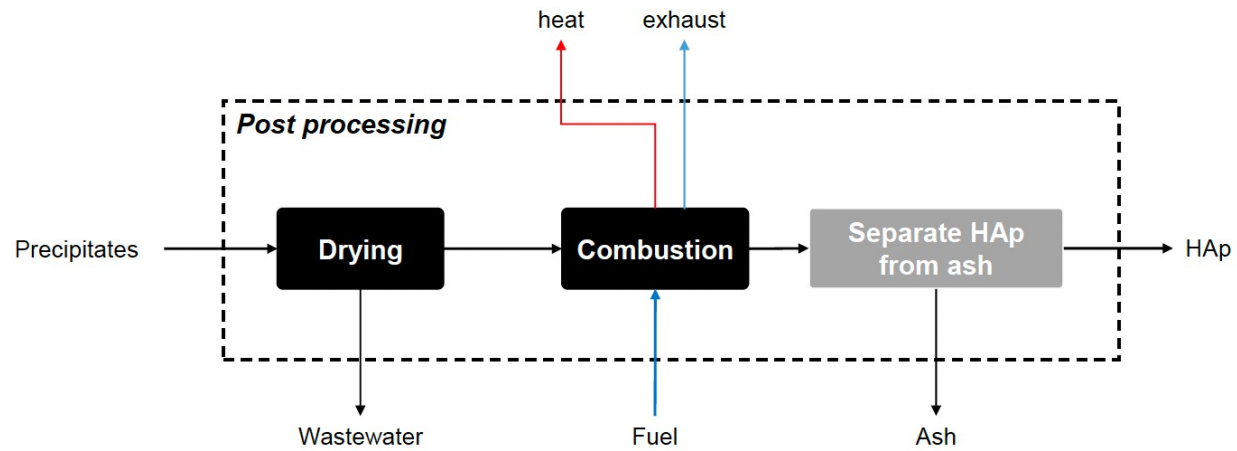 heat
exhaust
Post processing
Precipitates
Drying
Combustion
Separate HAp
from ash
HAp
Wastewater
Fuel
Ash